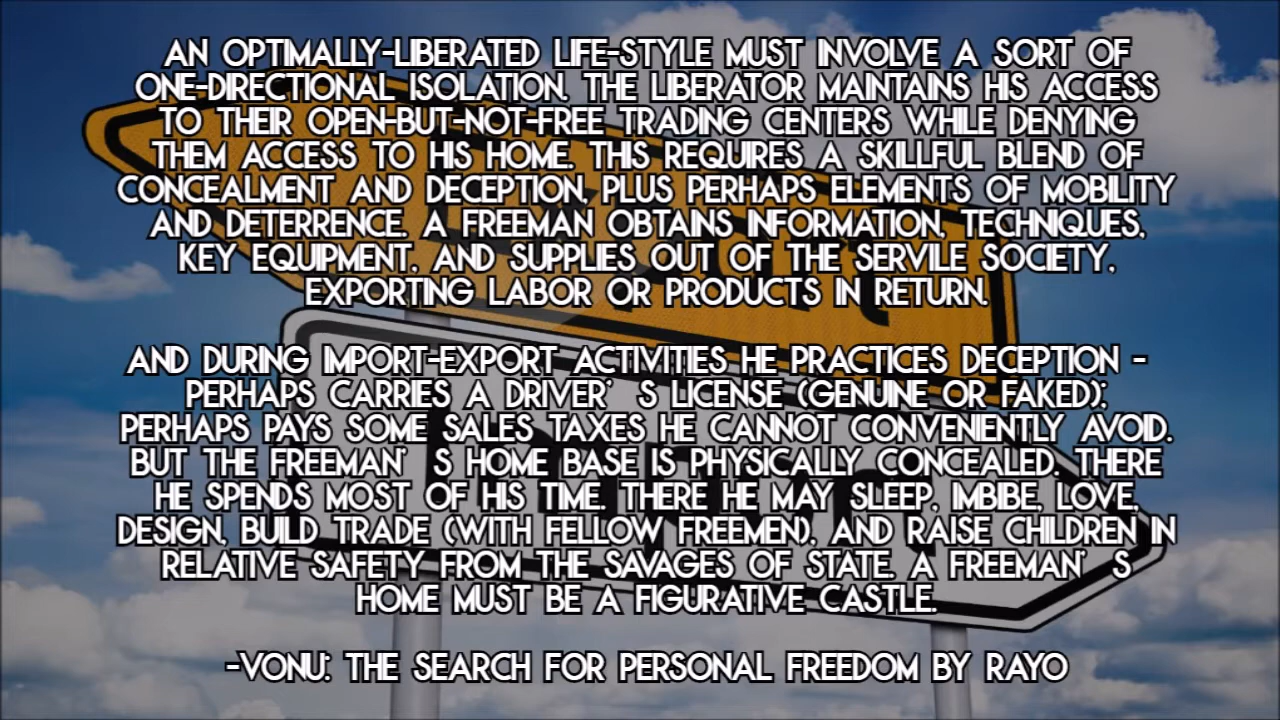 AN OPTIMALLY-LIBERATED LIFE-STYLE MUST INVOLVE A SORT OF
ONE-DIRECTIONAL ISOLATION. THE LIBERATOR MAINTAINS HIS ACCESS
TO THEIR OPEN-BUT-NOT-FREE TRADING CENTERS WHILE DENYING
THEM ACCESS TO HIS HOME. THIS REQUIRES A SKILLFUL BLEND OF
CONCEALMENT AND DECEPTION, PLUS PERHAPS ELEMENTS OF MOBILITY
AND DETERRENCE. A FREEMAN OBTAINS INFORMATION, TECHNIQUES,
KEY EQUIPMENT, AND SUPPLIES OUT OF THE SERVILE SOCIETY,
EXPORTING LABOR OR PRODUCTS IN RETURN.
AND DURING IMPORT-EXPORT ACTIVITIES HE PRACTICES DECEPTION -
PERHAPS CARRIES A DRIVER'S LICENSE (GENUINE OR FAKED);
PERHAPS PAYS SOME SALES TAXES HE CANNOT CONVENIENTLY AVOID.
BUT THE FREEMAN'S HOME BASE IS PHYSICALLY CONCEALED. THERE
HE SPENDS MOST OF HIS TIME. THERE HE MAY SLEEP, IMBIBE, LOVE,
DESIGN, BUILD, TRADE (WITH FELLOW FREEMEN), AND RAISE CHILDREN IN
RELATIVE SAFETY FROM THE SAVAGES OF STATE. A FREEMAN'S
HOME MUST BE A FIGURATIVE CASTLE.
-VONU: THE SEARCH FOR PERSONAL FREEDOM BY RAYO